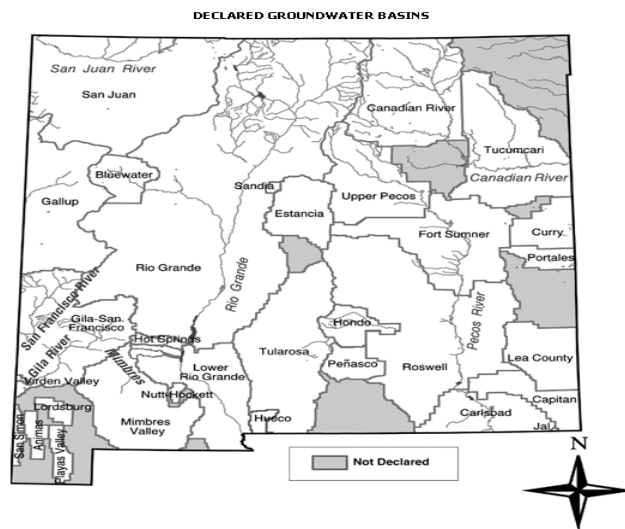 DECLARED GROUNDWATER BASINS
San Juan River
San Juan
Canadian River
Tucumcari
Bluewater
Canadian River
Sandia
Upper Pecos
Gallup
Estancia
Fort Sumner
Curry
Portales
Rio Grande
Rio Grande
San Francisco River
Gila-San
Francisco
Hot Springs
Hondo
Pecos River
Gila River
Mimbres
Tularosa
Lea County
Lower
Rio Grande
Peñasco
Roswell
Virden Valley
Nutt-Hockett
Capitan
Lordsburg
Mimbres
Valley
Hueco
Carlsbad
Jal
San Simon
Animas
Playas Valley
Not Declared
N